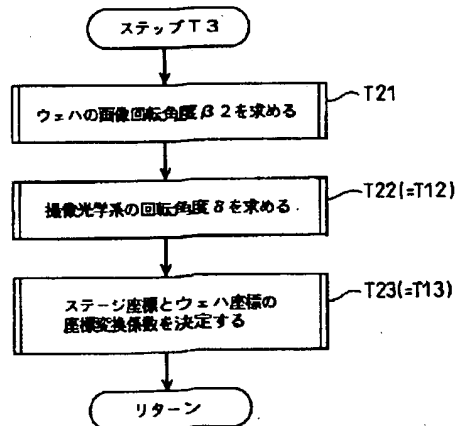 ステップT3
ウェハの画像回転角度β2を求める
T21
撮像光学系の回転角度δを求める
T22(=T12)
ステージ座標とウェハ座標の
座標変換係数を決定する
T23(=T13)
リターン